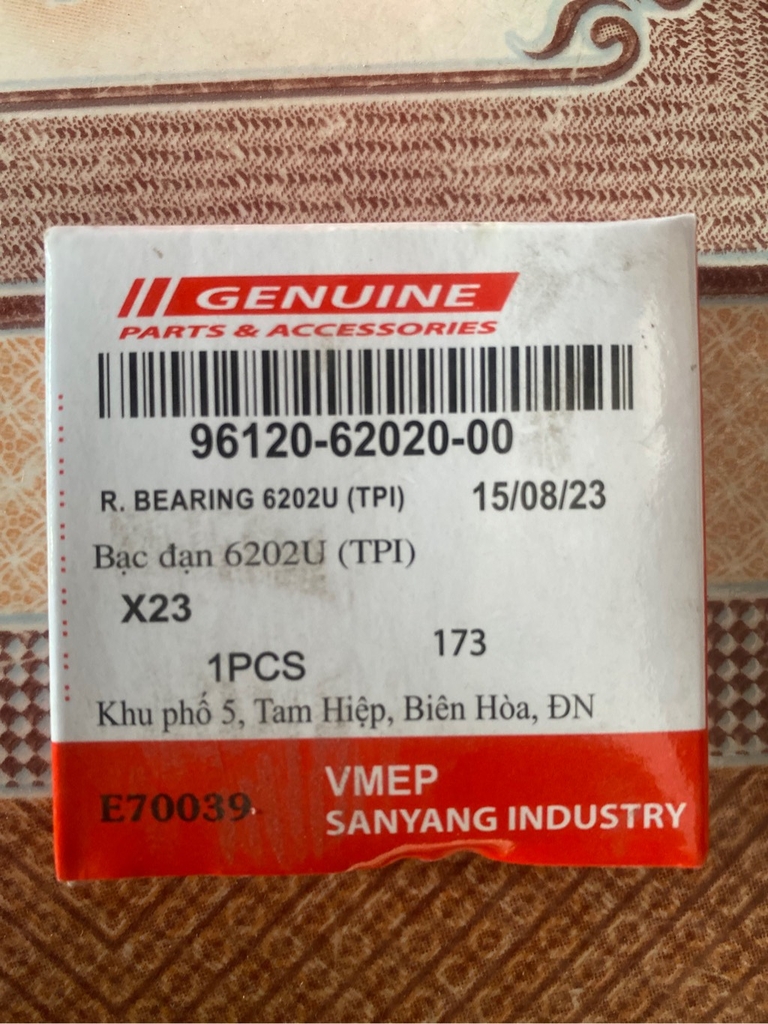 GENUINE
PARTS & ACCESSORIES
96120-62020-00
R. BEARING 6202U (TPI) 15/08/23
Bạc đạn 6202U (TPI)
X23
173
1PCS
Khu phố 5, Tam Hiệp, Biên Hòa, ĐN
E70039
VMEP
SANYANG INDUSTRY